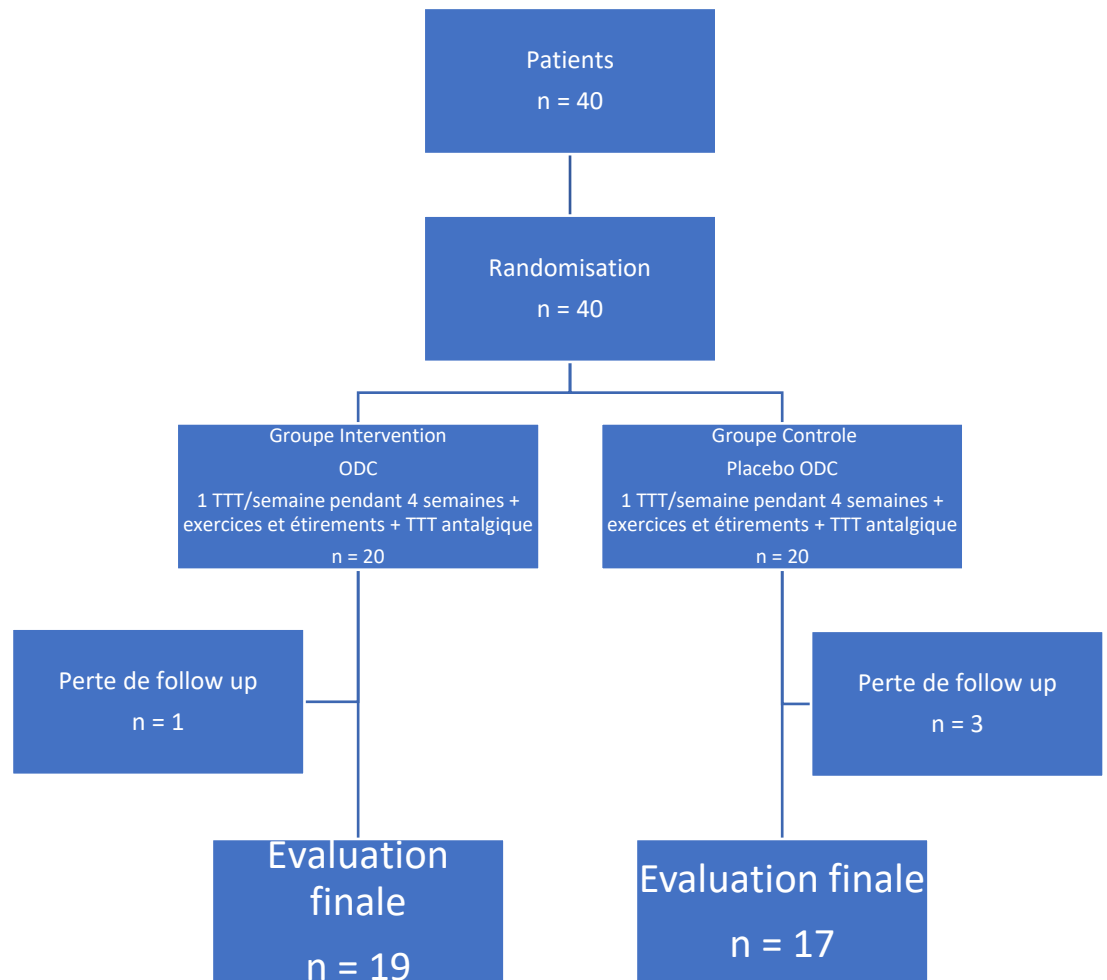 Patients
n = 40
Randomisation
n = 40
Groupe Intervention
ODC
1 TTT/semaine pendant 4 semaines +
exercices et étirements + TTT antalgique
n = 20
Groupe Controle
Placebo ODC
1 TTT/semaine pendant 4 semaines +
exercices et étirements + TTT antalgique
n = 20
Perte de follow up
n = 1
Perte de follow up
n = 3
Evaluation
finale
n = 19
Evaluation finale
n = 17